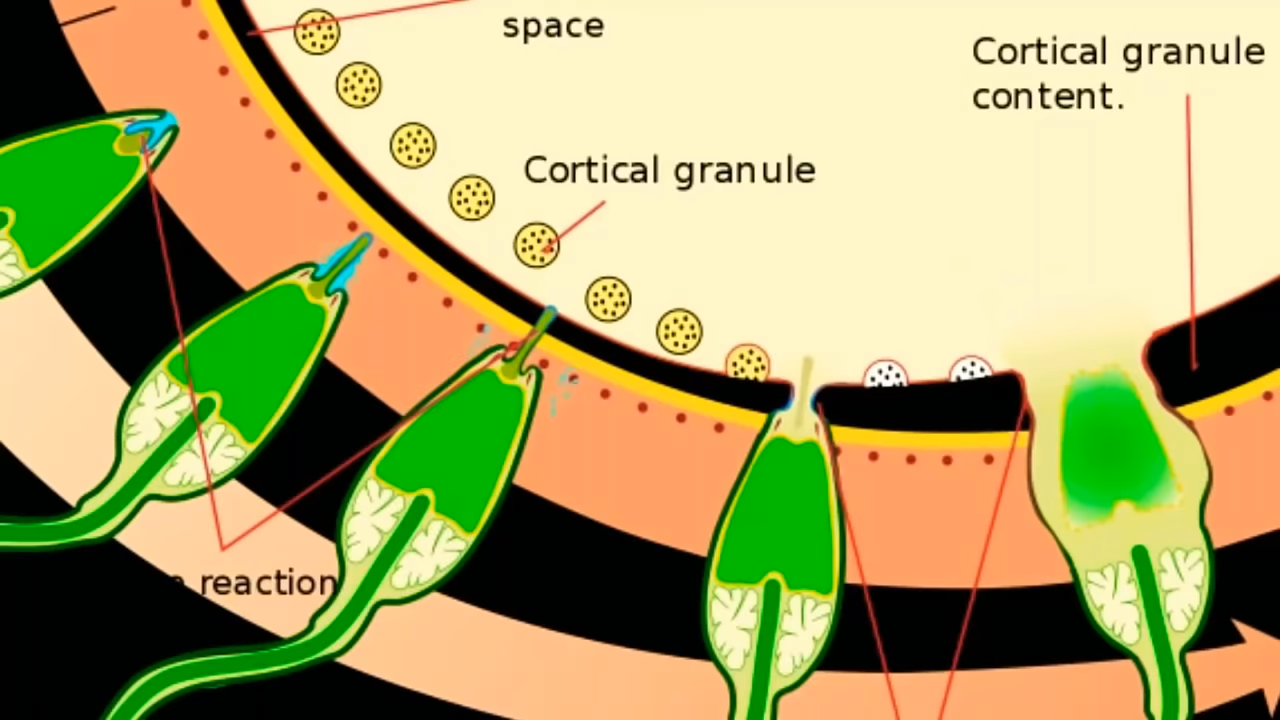 space
Cortical granule
content.
Cortical granule
reaction